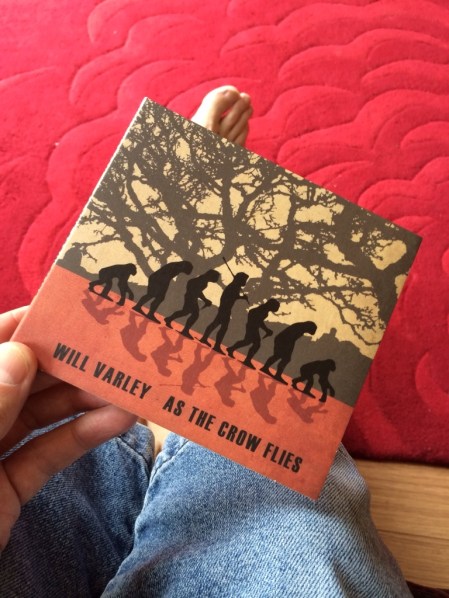 WILL VARLEY . AS THE CROW FLIES